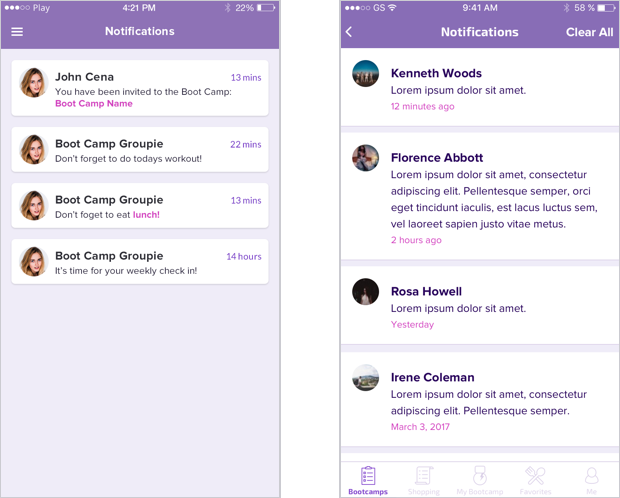 Play
4:21 PM
22%
Notifications
John Cena
13 mins
You have been invited to the Boot Camp:
Boot Camp Name
Boot Camp Groupie
22 mins
Don't forget to do todays workout!
Boot Camp Groupie
13 mins
Don't foget to eat lunch!
Boot Camp Groupie
14 hours
It's time for your weekly check in!
GS
9:41 AM
58 %
Notifications
Clear All
Kenneth Woods
Lorem ipsum dolor sit amet.
12 minutes ago
Florence Abbott
Lorem ipsum dolor sit amet, consectetur
adipiscing elit. Pellentesque semper, orci
eget tincidunt iaculis, est lacus luctus sem,
vel laoreet sapien justo vitae metus.
2 hours ago
Rosa Howell
Lorem ipsum dolor sit amet.
Yesterday
Irene Coleman
Lorem ipsum dolor sit amet, consectetur
adipiscing elit. Pellentesque semper.
March 3, 2017
Bootcamps
Shopping
My Bootcamp
Favorites
Me